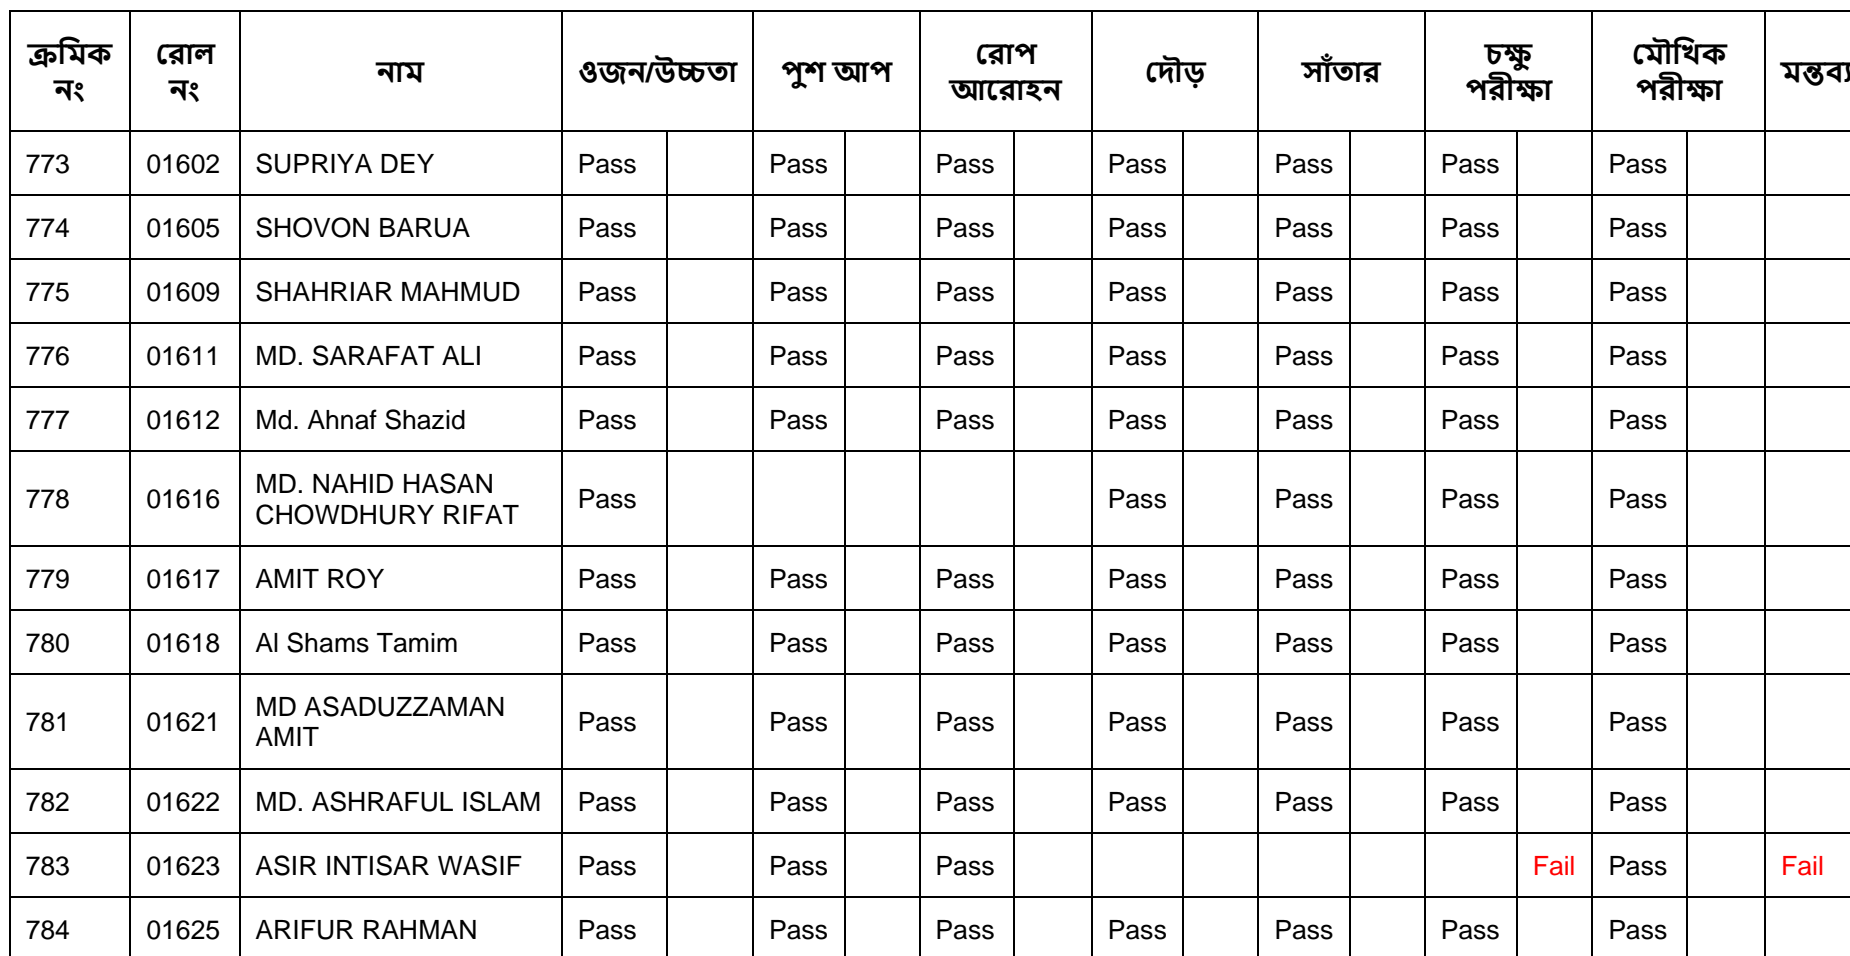 ক্রমিক নং রোল নং নাম ওজন/উচ্চতা পুশ আপ রোপ আরোহন দৌড় সাঁতার চক্ষু পরীক্ষা মৌখিক পরীক্ষা মন্তব্য
773 01602 SUPRIYA DEY Pass Pass Pass Pass Pass Pass Pass
774 01605 SHOVON BARUA Pass Pass Pass Pass Pass Pass Pass
775 01609 SHAHRIAR MAHMUD Pass Pass Pass Pass Pass Pass Pass
776 01611 MD. SARAFAT ALI Pass Pass Pass Pass Pass Pass Pass
777 01612 Md. Ahnaf Shazid Pass Pass Pass Pass Pass Pass Pass
778 01616 MD. NAHID HASAN CHOWDHURY RIFAT Pass Pass Pass Pass Pass
779 01617 AMIT ROY Pass Pass Pass Pass Pass Pass Pass
780 01618 Al Shams Tamim Pass Pass Pass Pass Pass Pass Pass
781 01621 MD ASADUZZAMAN AMIT Pass Pass Pass Pass Pass Pass Pass
782 01622 MD. ASHRAFUL ISLAM Pass Pass Pass Pass Pass Pass Pass
783 01623 ASIR INTISAR WASIF Pass Pass Pass Fail Pass Fail
784 01625 ARIFUR RAHMAN Pass Pass Pass Pass Pass Pass Pass